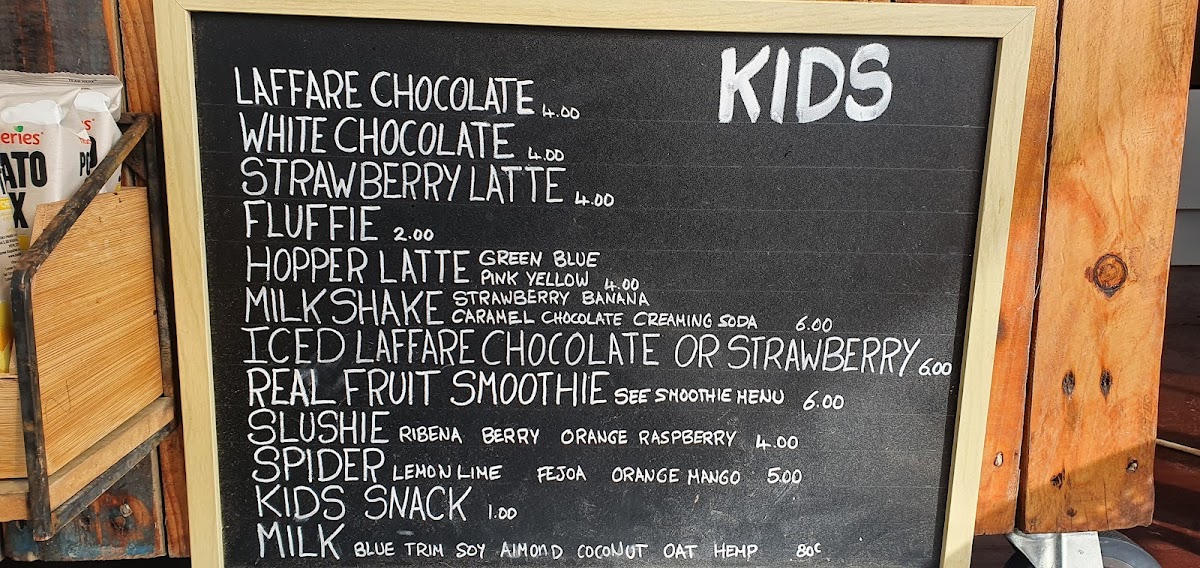 KIDS
LAFFARE CHOCOLATE 4.00
WHITE CHOCOLATE 4.00
STRAWBERRY LATTE 4.00
FLUFFIE 2.00
HOPPER LATTE GREEN BLUE
PINK YELLOW 4.00
MILKSHAKE STRAWBERRY BANANA
CARAMEL CHOCOLATE CREAMING SODA 6.00
ICED LAFFARE CHOCOLATE OR STRAWBERRY 6.00
REAL FRUIT SMOOTHIE SEE SMOOTHIE MENU 6.00
SLUSHIE RIBENA BERRY ORANGE RASPBERRY 4.00
SPIDER LEMON LIME FEJOA ORANGE MANGO 5.00
KIDS SNACK 1.00
MILK BLUE TRIM SOY AlMOND COCONUT OAT HEMP 80c
eries
ATO
X